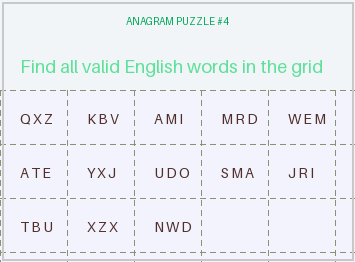 ANAGRAM PUZZLE #4
Find all valid English words in the grid
QXZ KBV AMI MRD WEM
ATE YXJ UDO SMA JRI
TBU XZX NWD